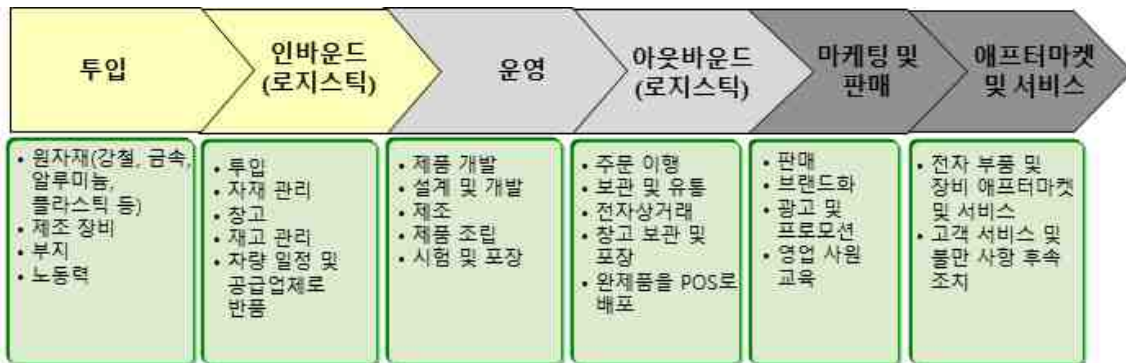 투입
인바운드
(로지스틱)
운영
아웃바운드
(로지스틱)
마케팅 및
판매
애프터마켓
및 서비스
• 원자재(강철, 금속,
알루미늄,
플라스틱 등)
• 제조 장비
• 부지
• 노동력
• 투입
• 자재 관리
• 창고
• 재고 관리
• 차량 일정 및
공급업체로
반품
• 제품 개발
• 설계 및 개발
• 제조
• 제품 조립
• 시험 및 포장
• 주문 이행
• 보관 및 유통
• 전자상거래
• 창고 보관 및
포장
• 완제품을 POS로
배포
• 판매
• 브랜드화
• 광고 및
프로모션
• 영업 사원
교육
• 전자 부품 및
장비 애프터마켓
및 서비스
• 고객 서비스 및
불만 사항 후속
조치